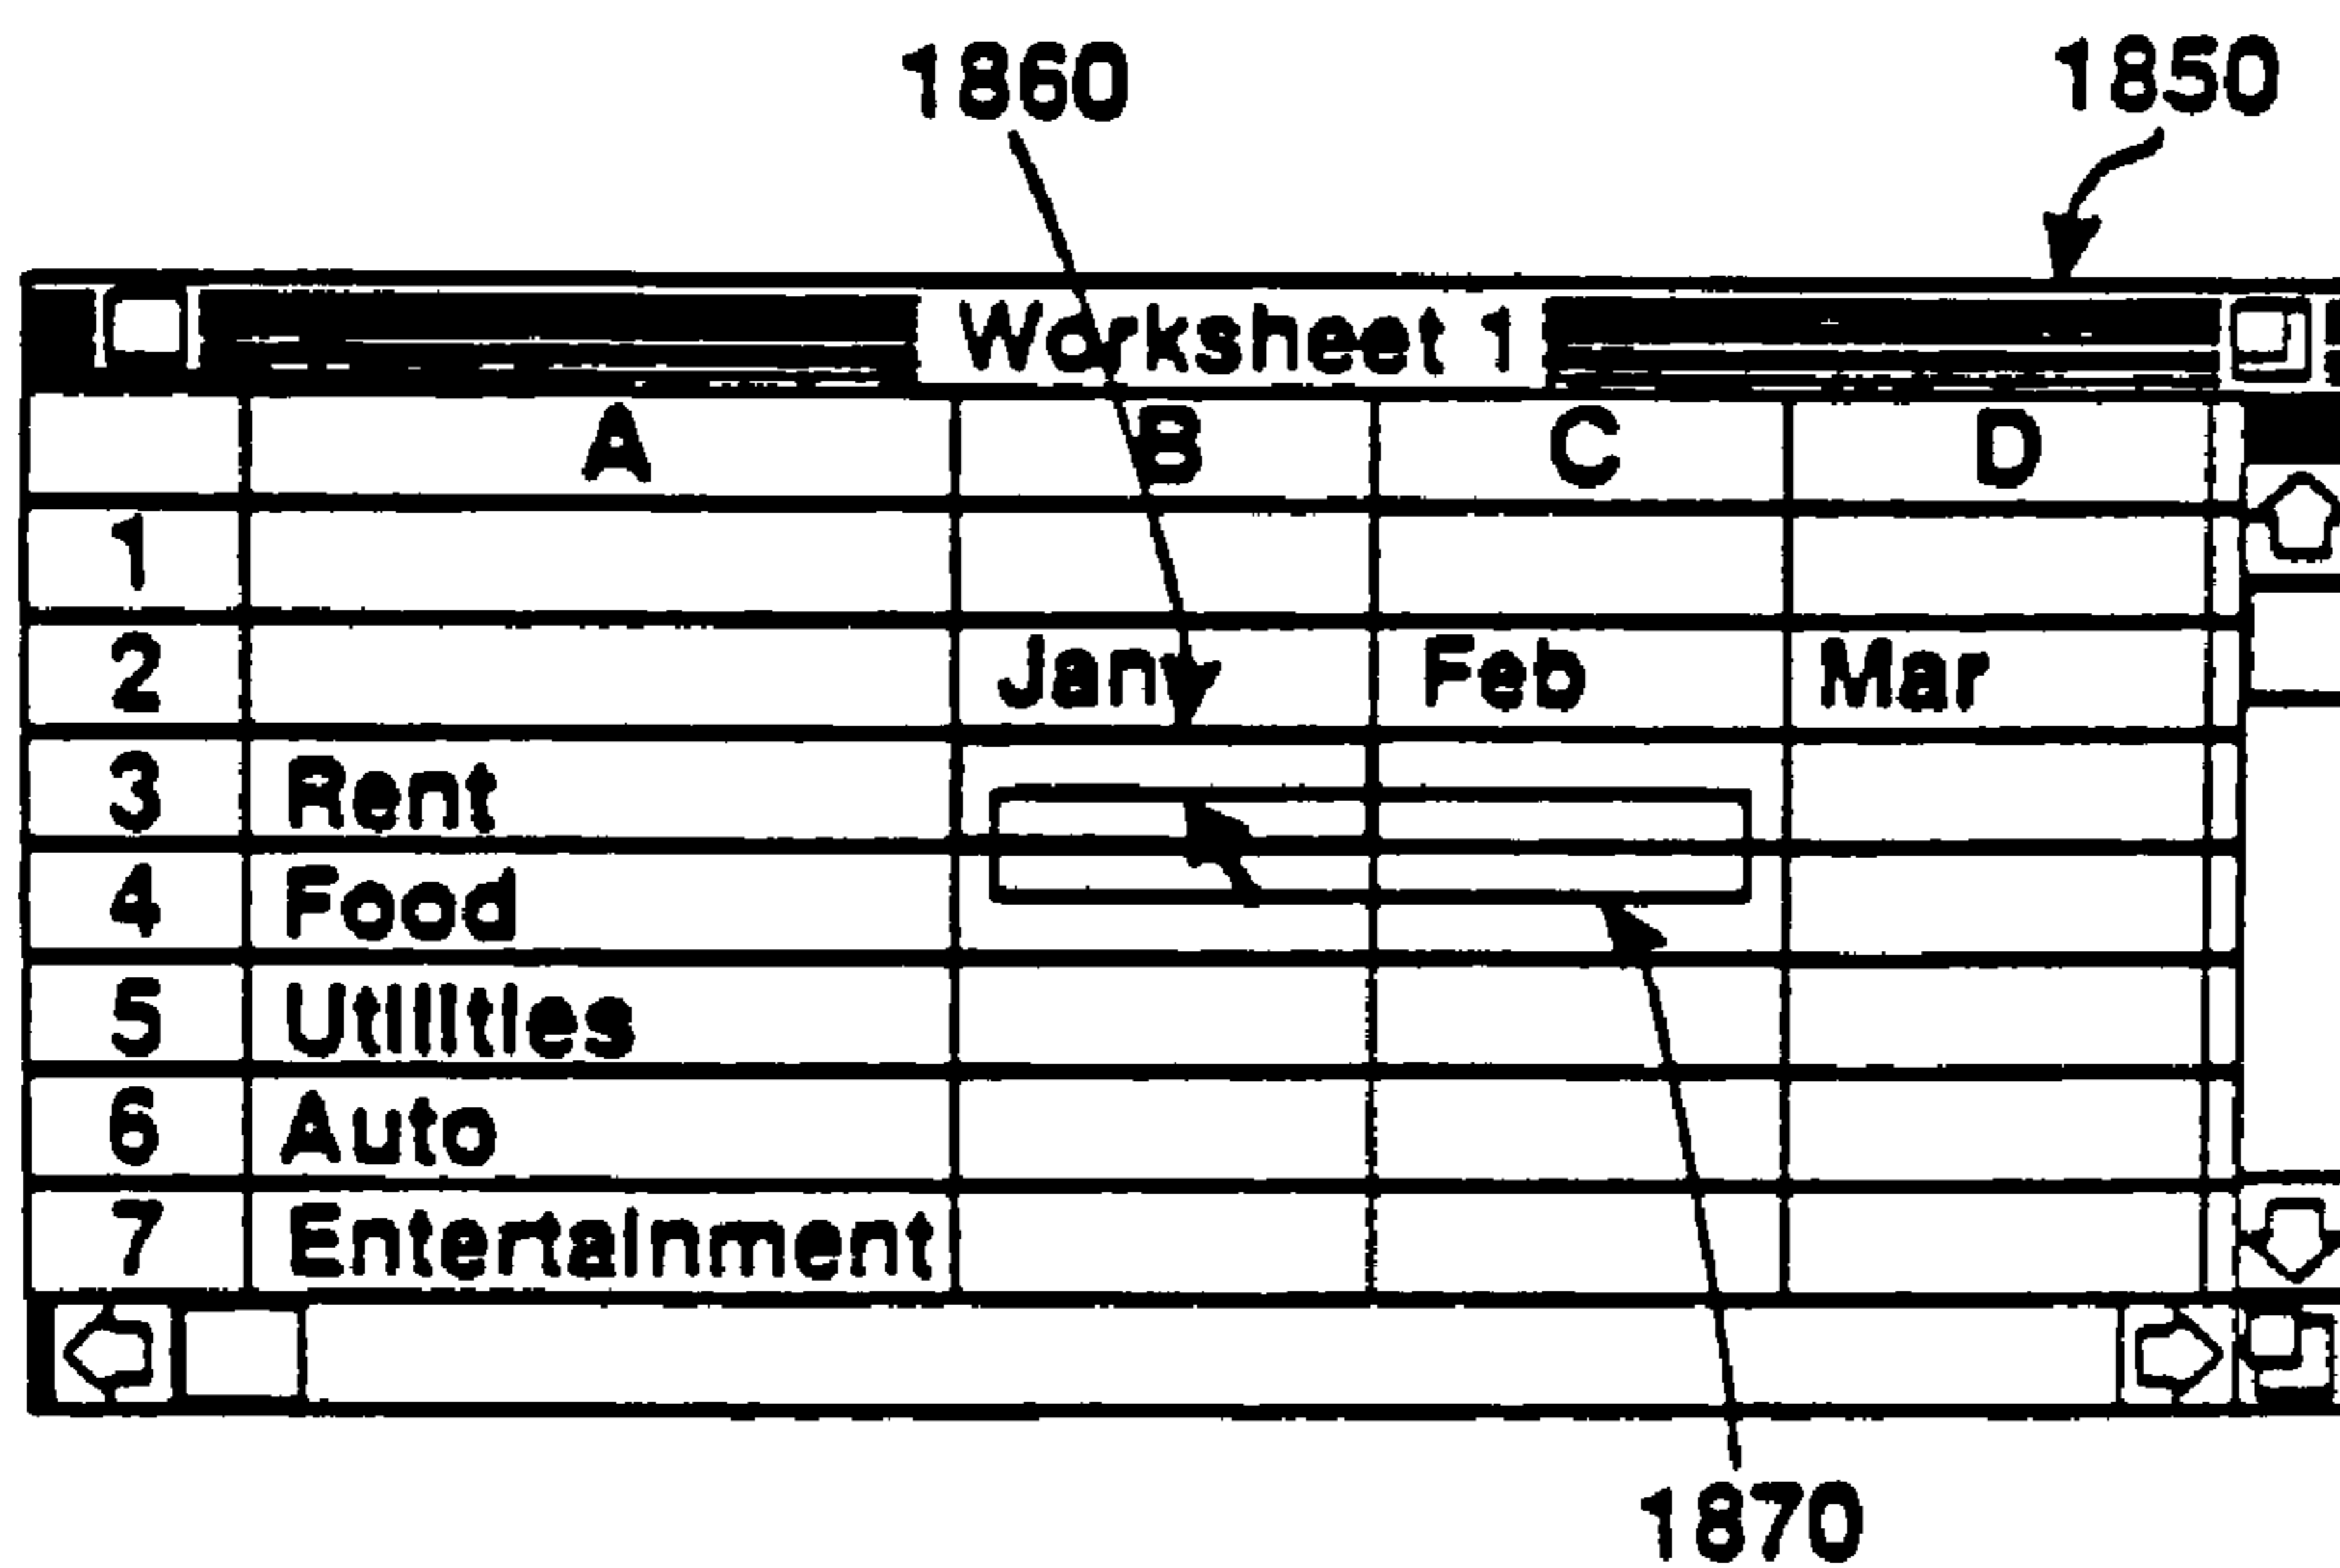 1860 1850
Worksheet 1
A B C D
1
2 Jan Feb Mar
3 Rent
4 Food
5 Utilities
6 Auto
7 Entertainment
1870